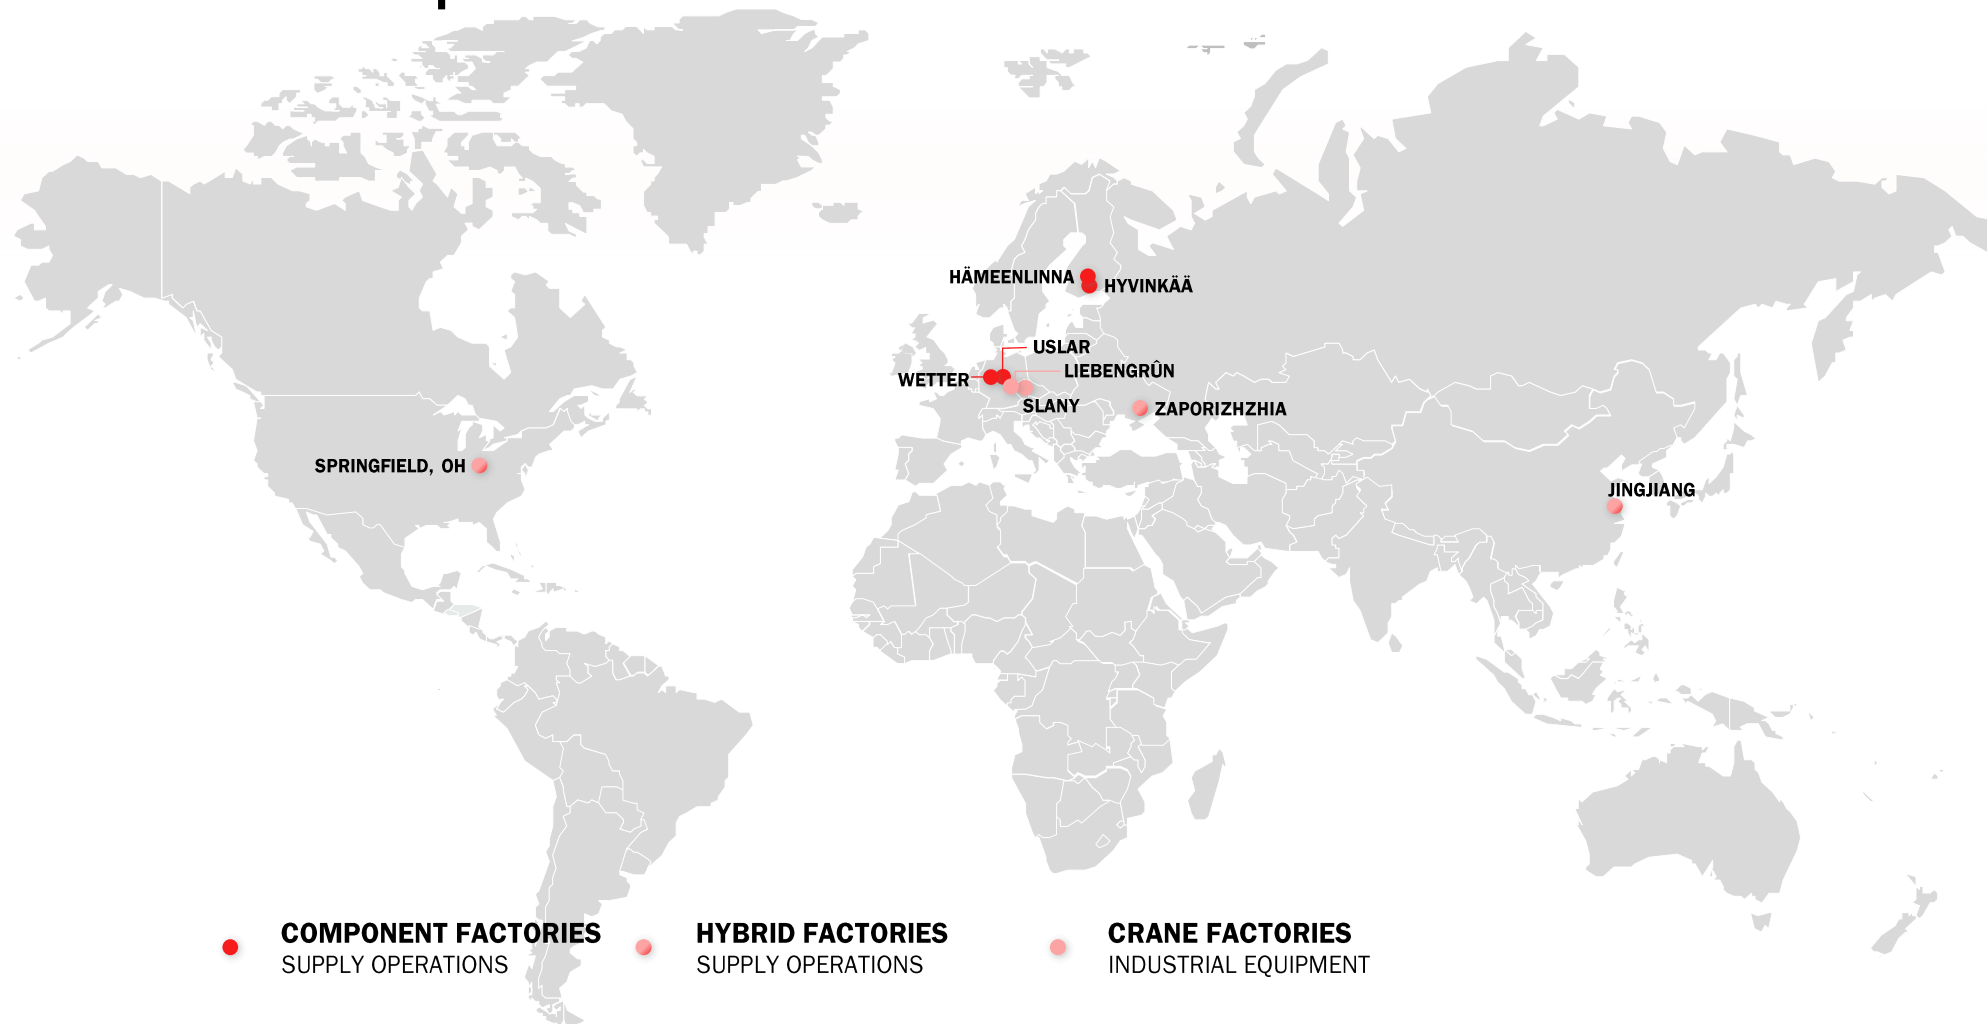 HÄMEENLINNA
HYVINKÄÄ
USLAR
LIEBENGRÛN
WETTER
SLANY
ZAPORIZHZHIA
SPRINGFIELD, OH
JINGJIANG
COMPONENT FACTORIES
SUPPLY OPERATIONS
HYBRID FACTORIES
SUPPLY OPERATIONS
CRANE FACTORIES
INDUSTRIAL EQUIPMENT